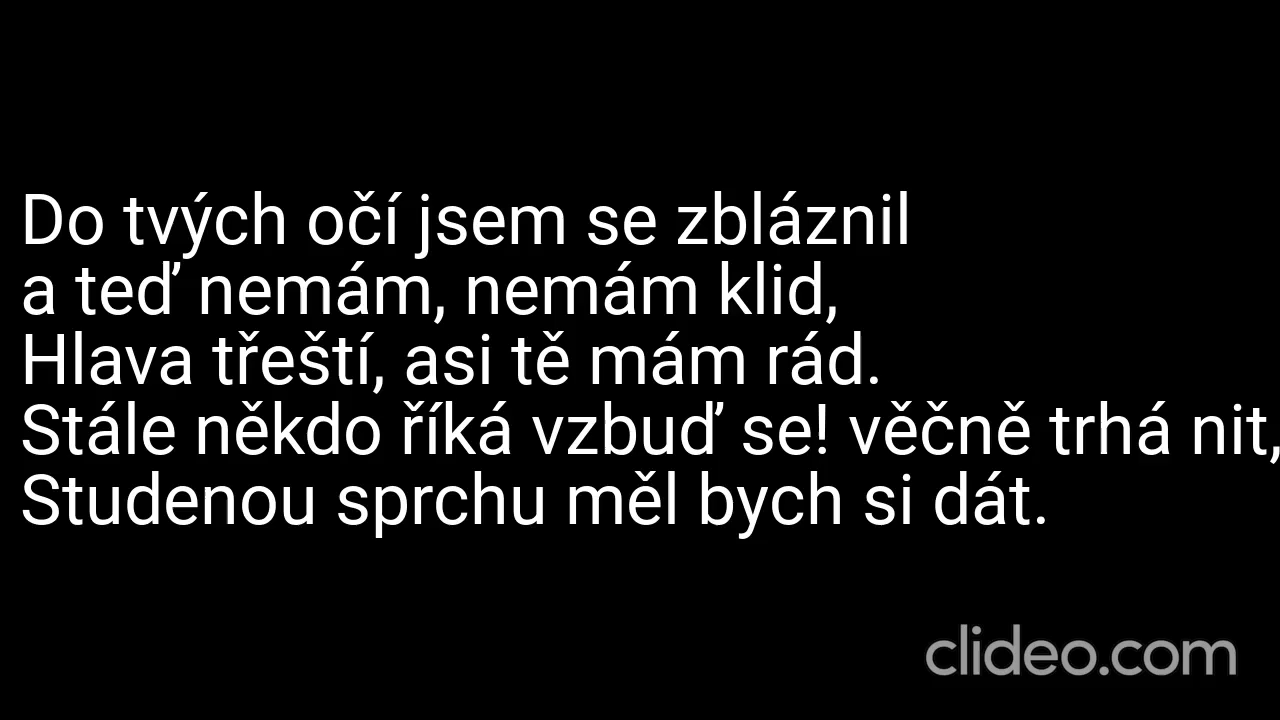 Do tvých očí jsem se zbláznil
a teď nemám, nemám klid,
Hlava třeští, asi tě mám rád.
Stále někdo říká vzbuď se! věčně trhá nit,
Studenou sprchu měl bych si dát.
clideo.com